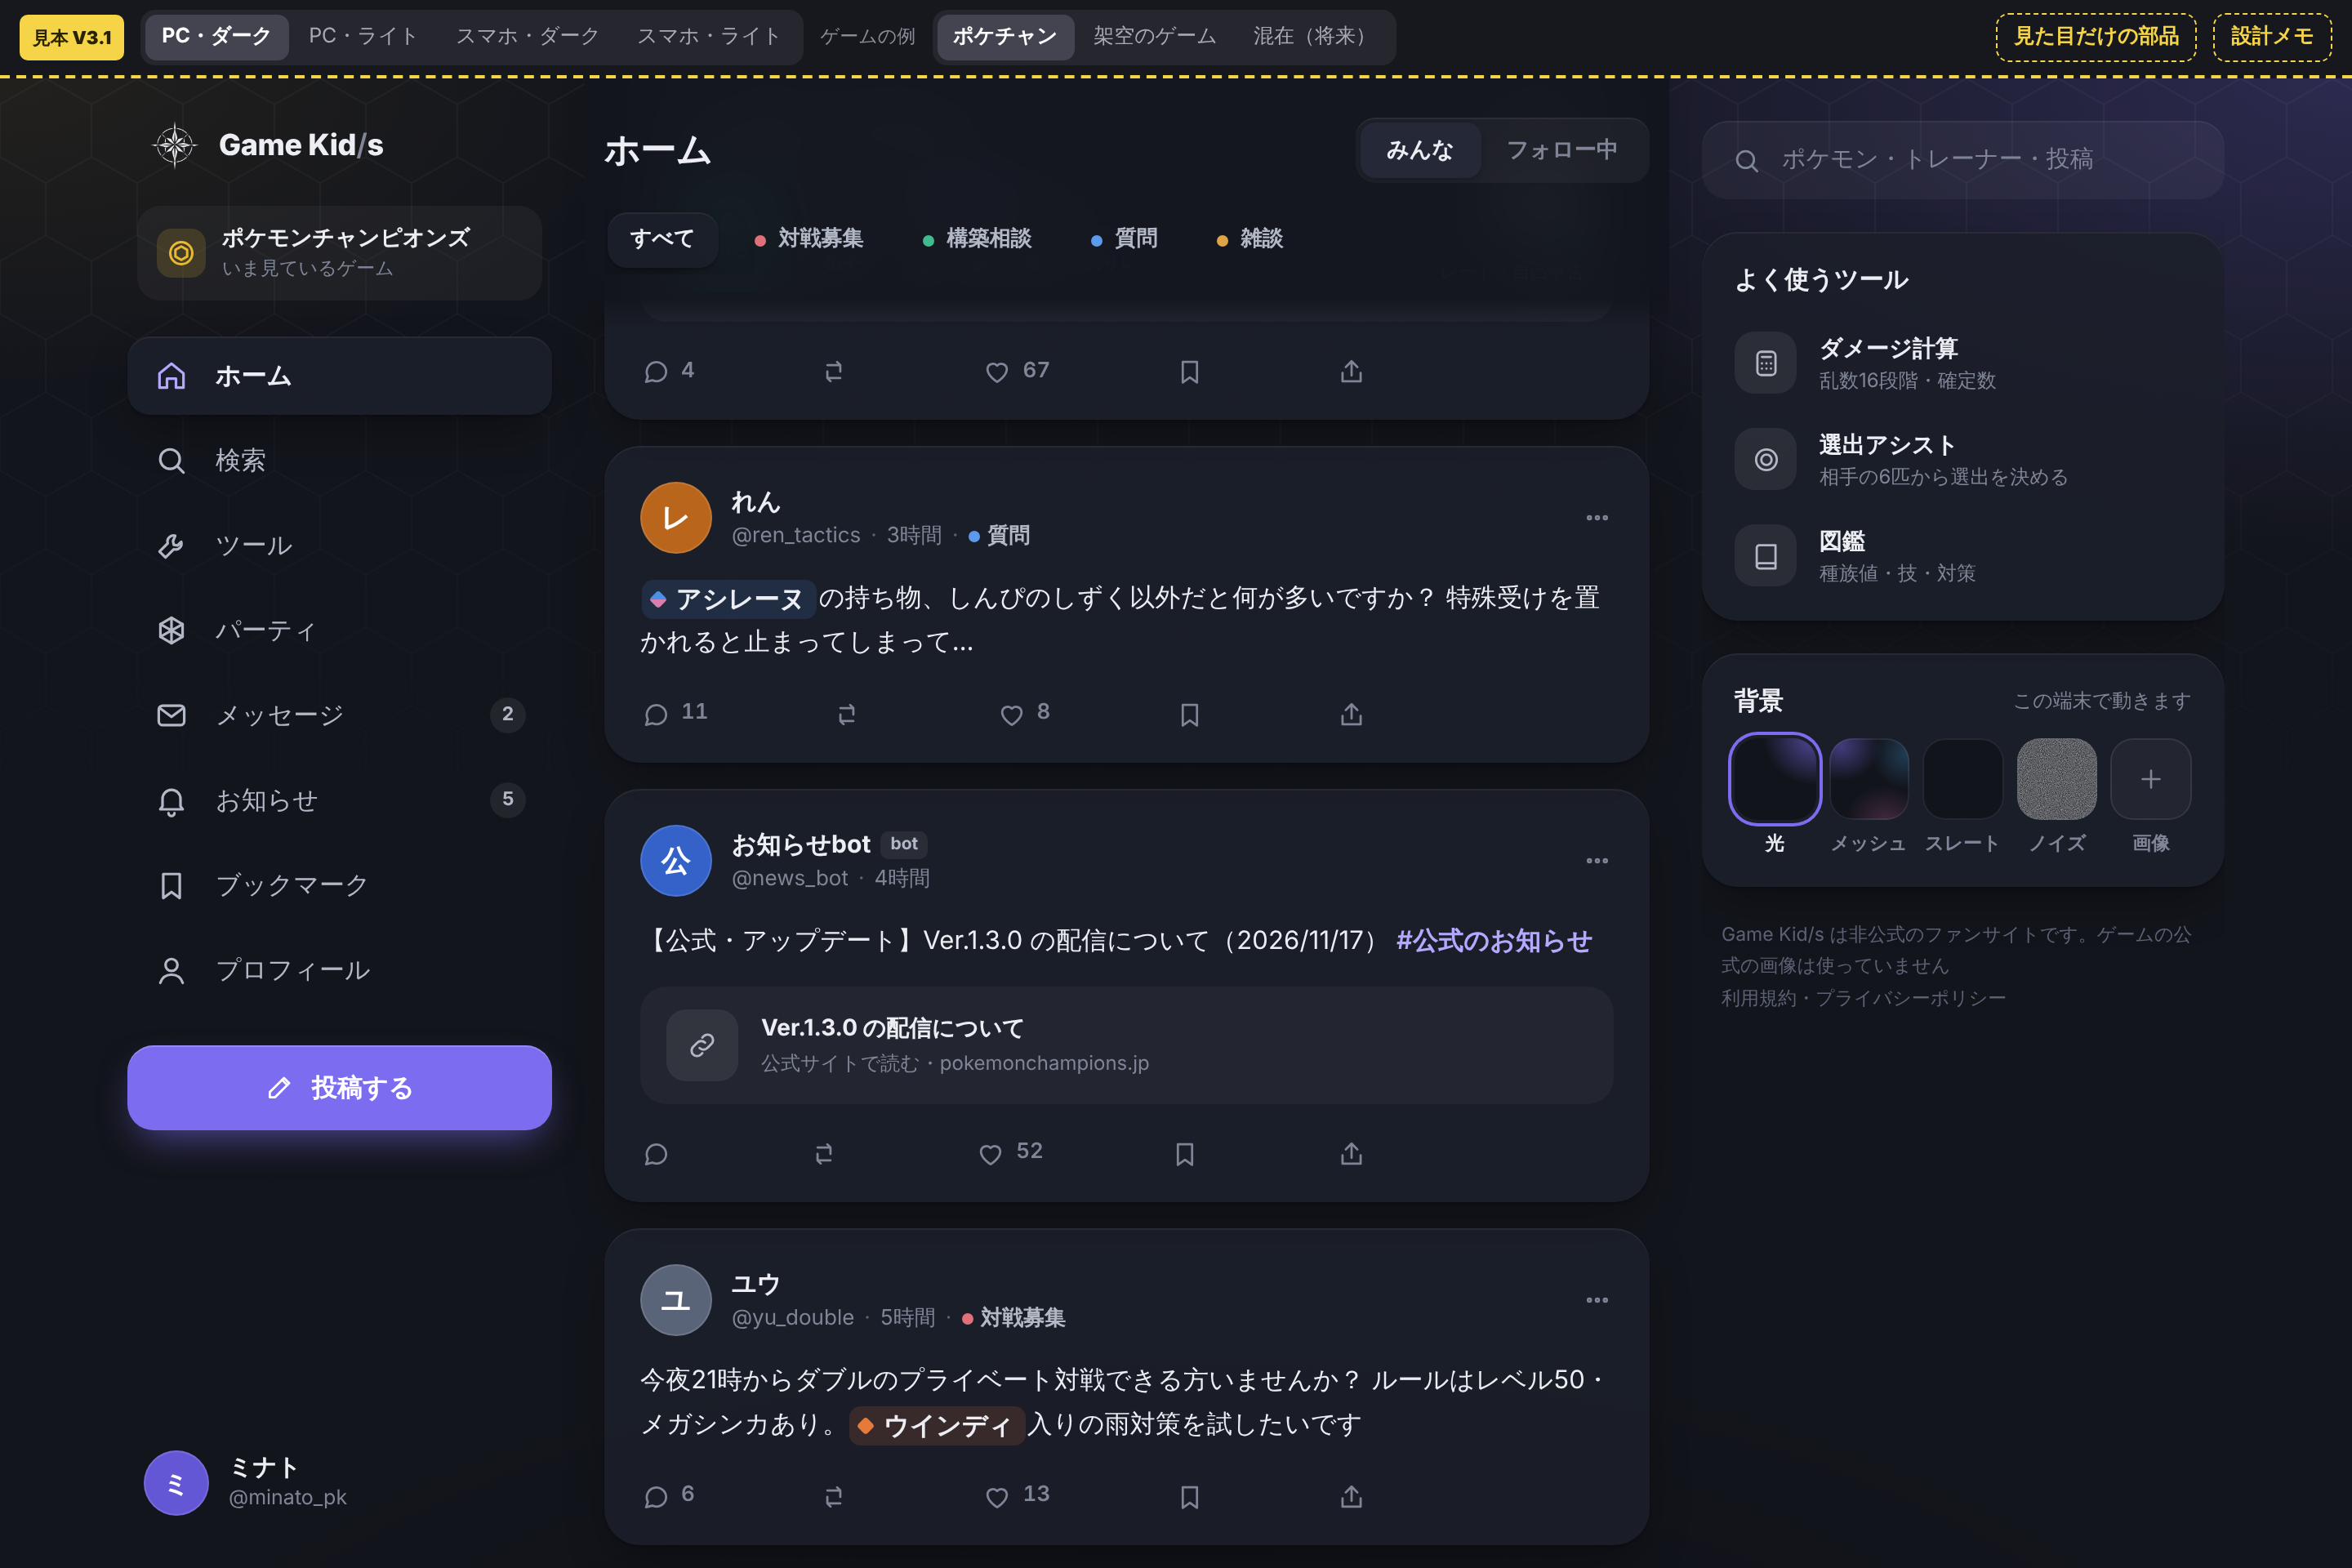 見本 V3.1
PC・ダーク
PC・ライト
スマホ・ダーク
スマホ・ライト
ゲームの例
ポケチャン
架空のゲーム
混在（将来）
見た目だけの部品
設計メモ
Game Kid/s
ポケモンチャンピオンズ
いま見ているゲーム
ホーム
検索
ツール
パーティ
メッセージ
2
お知らせ
5
ブックマーク
プロフィール
投稿する
ミ
ミナト
@minato_pk
ホーム
みんな
フォロー中
すべて
対戦募集
構築相談
質問
雑談
4
67
レ
れん
@ren_tactics · 3時間 · 質問
アシレーヌの持ち物、しんぴのしずく以外だと何が多いですか？ 特殊受けを置
かれると止まってしまって…
11
8
公
お知らせbot bot
@news_bot · 4時間
【公式・アップデート】Ver.1.3.0 の配信について（2026/11/17） #公式のお知らせ
Ver.1.3.0 の配信について
公式サイトで読む・pokemonchampions.jp
52
ユ
ユウ
@yu_double · 5時間 · 対戦募集
今夜21時からダブルのプライベート対戦できる方いませんか？ ルールはレベル50・
メガシンカあり。ウインディ入りの雨対策を試したいです
6
13
ポケモン・トレーナー・投稿
よく使うツール
ダメージ計算
乱数16段階・確定数
選出アシスト
相手の6匹から選出を決める
図鑑
種族値・技・対策
背景
この端末で動きます
光
メッシュ
スレート
ノイズ
画像
Game Kid/s は非公式のファンサイトです。ゲームの公
式の画像は使っていません
利用規約・プライバシーポリシー